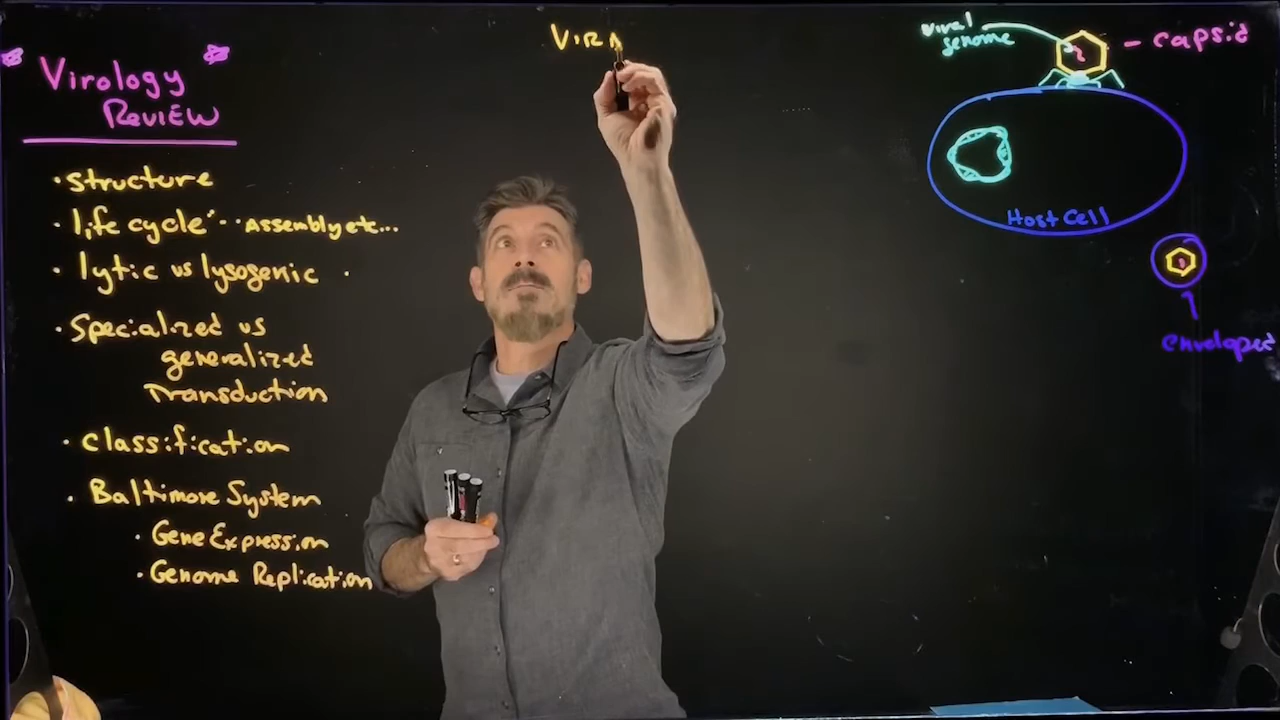 Virology
Review
• structure
• life cycle - - assembly etc...
• lytic vs lysogenic •
• Specialized vs
generalized
Transduction
• classification
• Baltimore System
• Gene Expression
• Genome Replication
VIRA
viral
genome
- capsid
Host Cell
enveloped